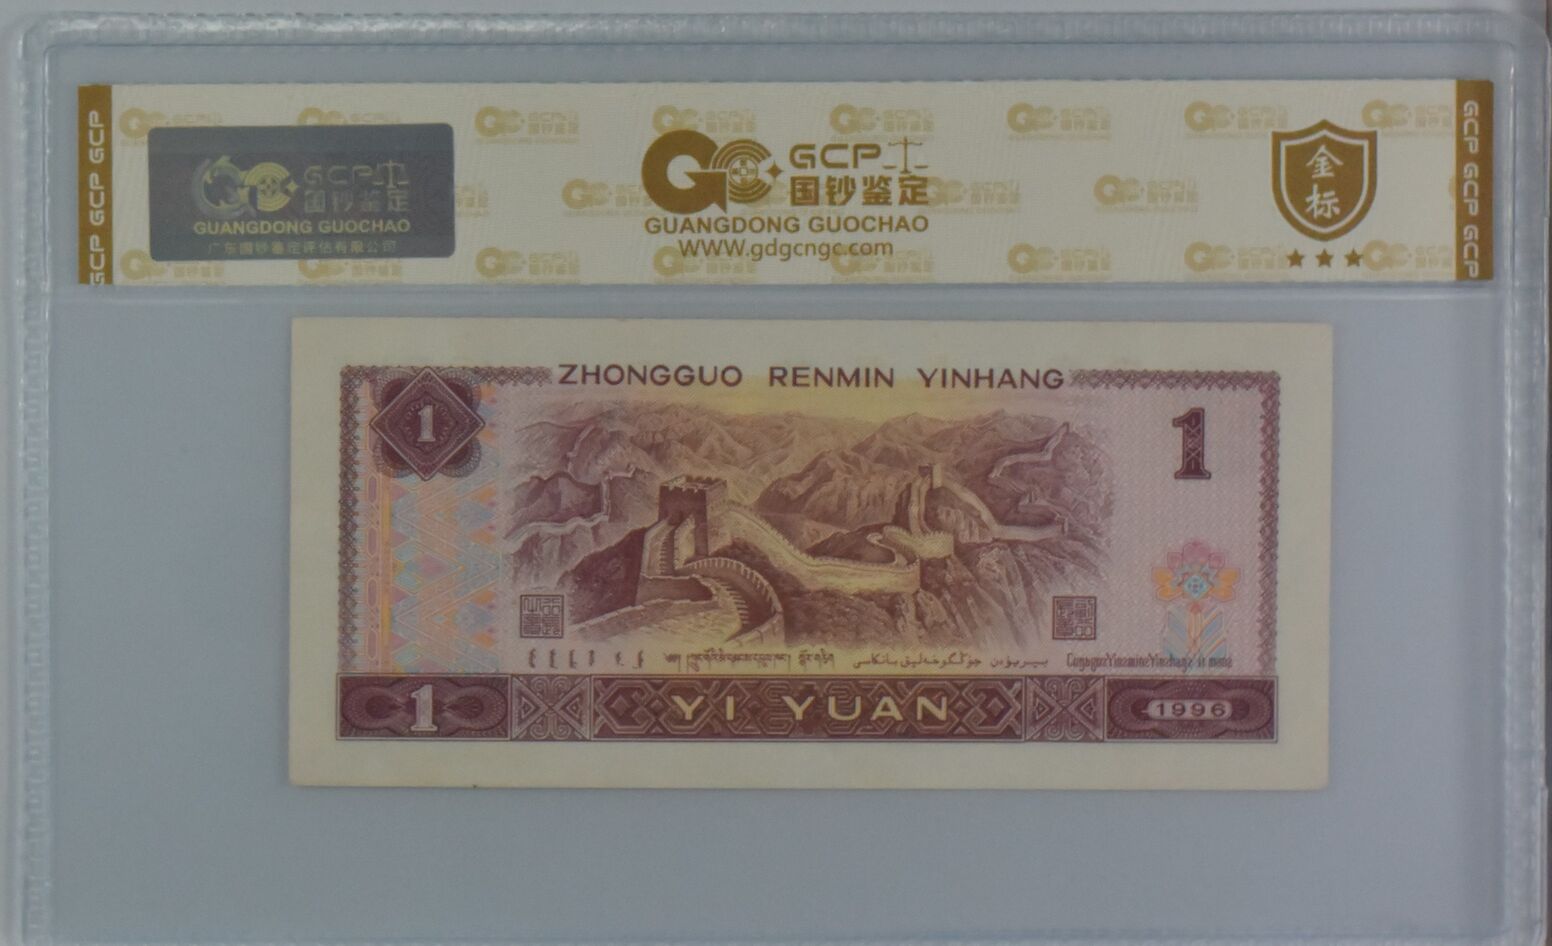 GCP GCP GCP
GCP
国钞鉴定
GUANGDONG GUOCHAO
广东国钞鉴定评估有限公司
GCP
国钞鉴定
GUANGDONG GUOCHAO
WWW.gdgcngc.com
金标
GCP GCP GCP
ZHONGGUO RENMIN YINHANG
1
1
1
YI YUAN
1996